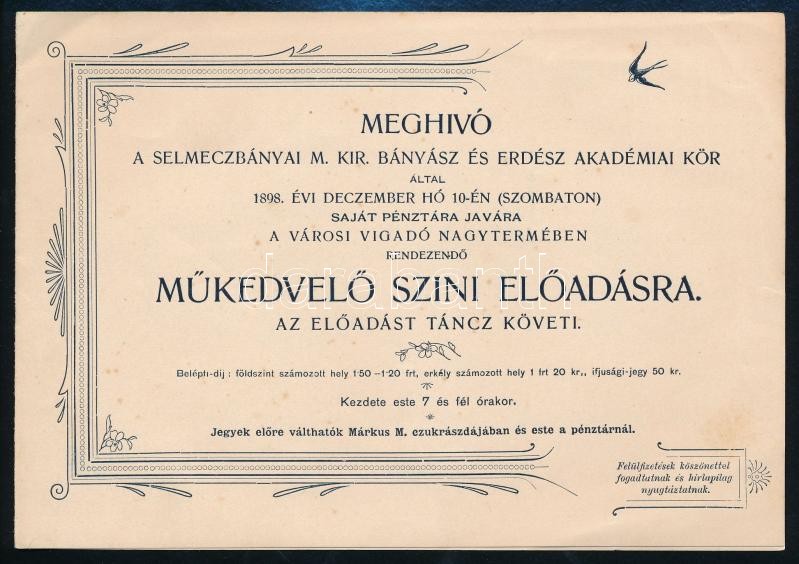 MEGHIVÓ
A SELMECZBÁNYAI M. KIR. BÁNYÁSZ ÉS ERDÉSZ AKADÉMIAI KÖR
ÁLTAL
1898. ÉVI DECZEMBER HÓ 10-ÉN (SZOMBATON)
SAJÁT PÉNZTÁRA JAVÁRA
A VÁROSI VIGADÓ NAGYTERMÉBEN
RENDEZENDŐ
MŰKEDVELŐ SZINI ELŐADÁSRA.
AZ ELŐADÁST TÁNCZ KÖVETI.
Belépti-dij : földszint számozott hely 1·50 –1·20 frt, erkély számozott hely 1 frt 20 kr,, ifjusági-jegy 50 kr.
Kezdete este 7 és fél órakor.
Jegyek előre válthatók Márkus M. czukrászdájában és este a pénztárnál.
Felülfizetések köszönettel
fogadtatnak és hirlapilag
nyugtáztatnak.
darabanth